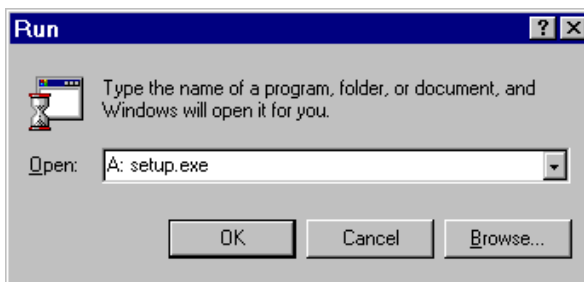 Run
Type the name of a program, folder, or document, and
Windows will open it for you.
Open: A: setup.exe
OK Cancel Browse...